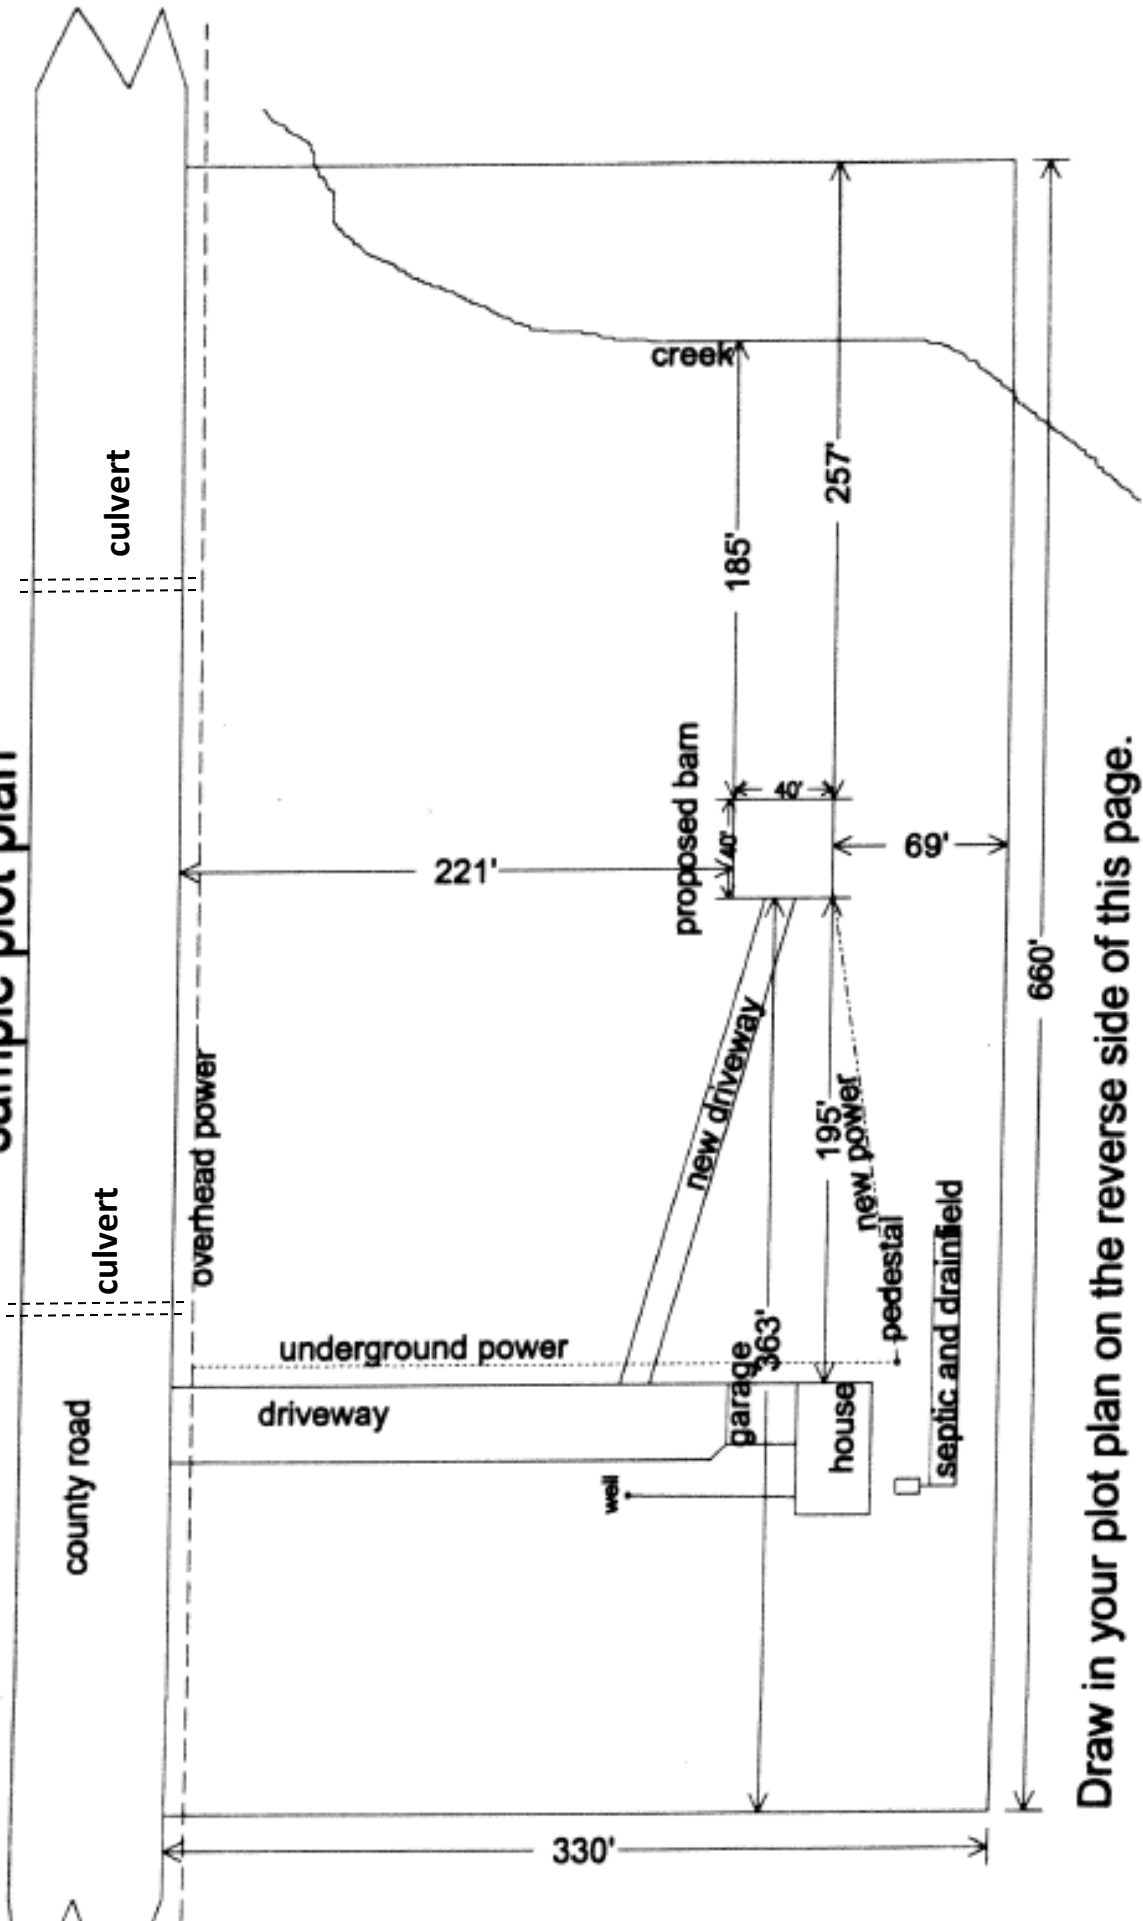 Sample plot plan
county road
culvert
culvert
overhead power
underground power
driveway
creek
221'
185'
257'
proposed barn
40'
40'
69'
new driveway
well
garage
363'
195'
new power
house
pedestal
septic and drainfield
330'
660'
Draw in your plot plan on the reverse side of this page.